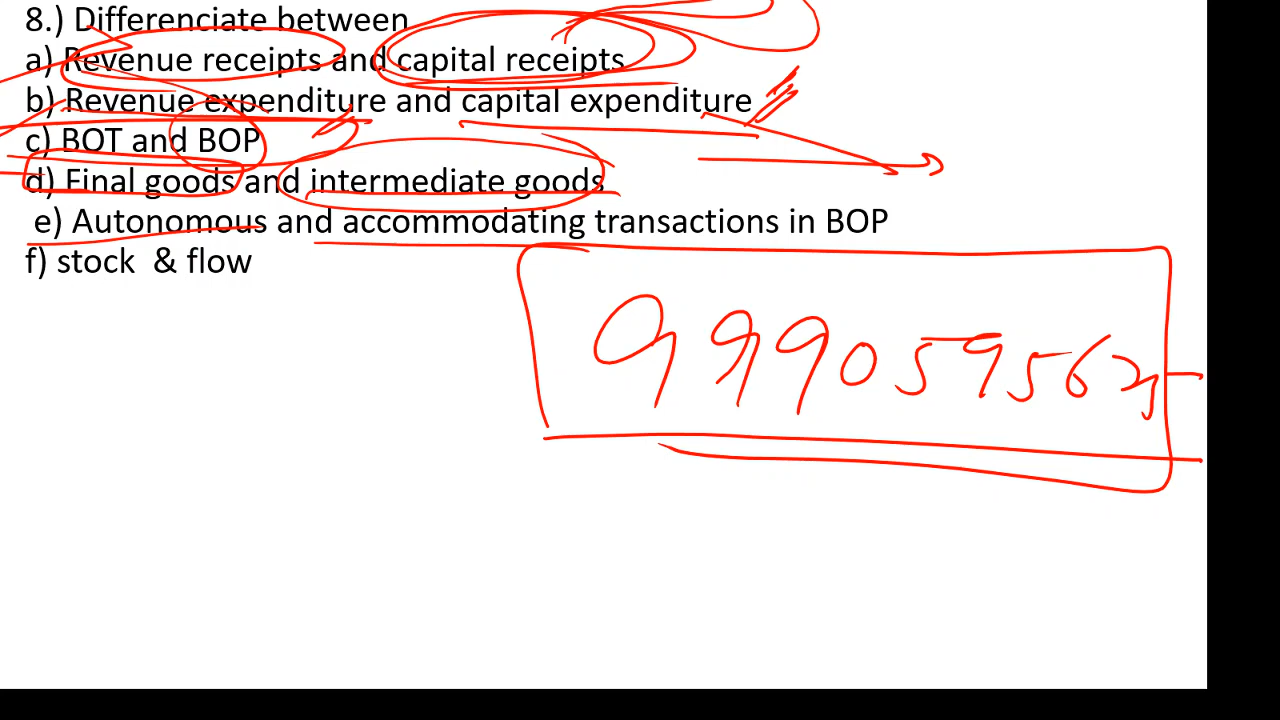 8.) Differenciate between
a) Revenue receipts and capital receipts
b) Revenue expenditure and capital expenditure
c) BOT and BOP
d) Final goods and intermediate goods
e) Autonomous and accommodating transactions in BOP
f) stock & flow